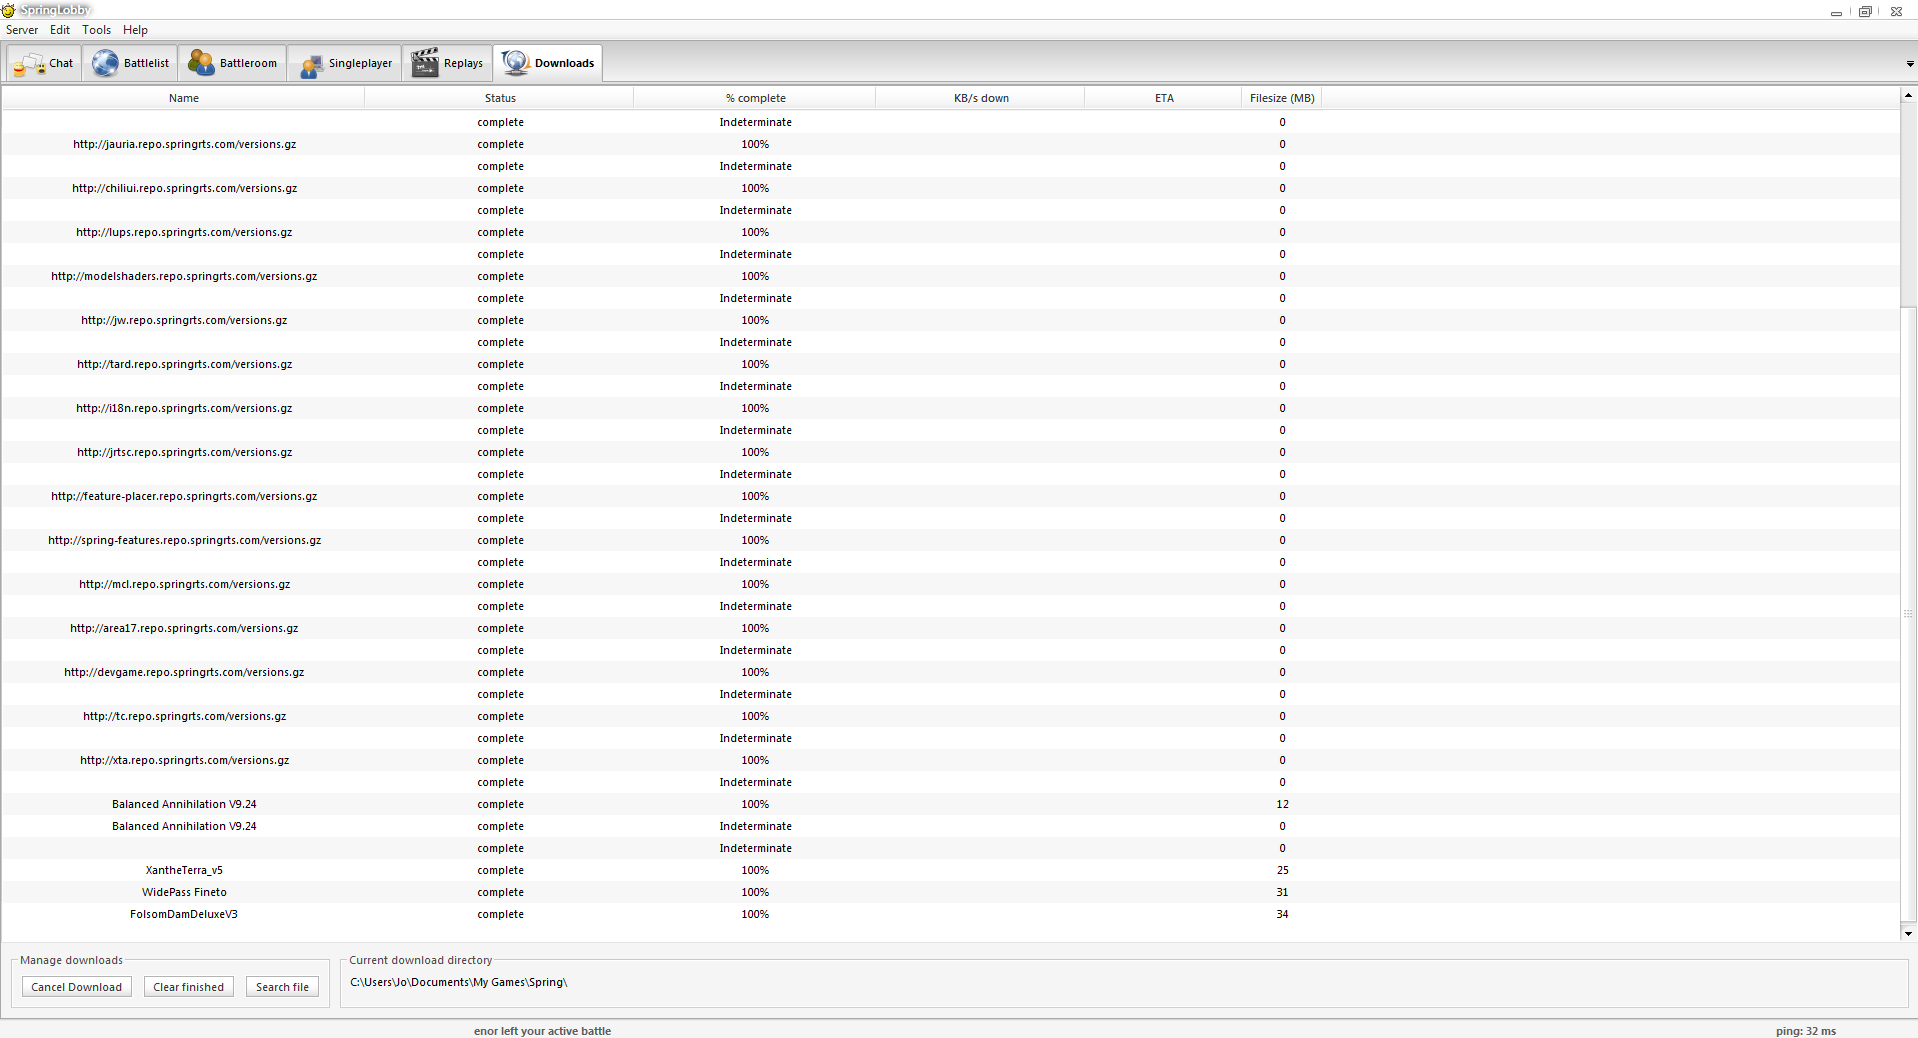 SpringLobby
Server Edit Tools Help
Chat Battlelist Battleroom Singleplayer Replays Downloads
Name Status % complete KB/s down ETA Filesize (MB)
complete Indeterminate 0
http://jauria.repo.springrts.com/versions.gz complete 100% 0
complete Indeterminate 0
http://chiliui.repo.springrts.com/versions.gz complete 100% 0
complete Indeterminate 0
http://lups.repo.springrts.com/versions.gz complete 100% 0
complete Indeterminate 0
http://modelshaders.repo.springrts.com/versions.gz complete 100% 0
complete Indeterminate 0
http://jw.repo.springrts.com/versions.gz complete 100% 0
complete Indeterminate 0
http://tard.repo.springrts.com/versions.gz complete 100% 0
complete Indeterminate 0
http://i18n.repo.springrts.com/versions.gz complete 100% 0
complete Indeterminate 0
http://jrtsc.repo.springrts.com/versions.gz complete 100% 0
complete Indeterminate 0
http://feature-placer.repo.springrts.com/versions.gz complete 100% 0
complete Indeterminate 0
http://spring-features.repo.springrts.com/versions.gz complete 100% 0
complete Indeterminate 0
http://mcl.repo.springrts.com/versions.gz complete 100% 0
complete Indeterminate 0
http://area17.repo.springrts.com/versions.gz complete 100% 0
complete Indeterminate 0
http://devgame.repo.springrts.com/versions.gz complete 100% 0
complete Indeterminate 0
http://tc.repo.springrts.com/versions.gz complete 100% 0
complete Indeterminate 0
http://xta.repo.springrts.com/versions.gz complete 100% 0
complete Indeterminate 0
Balanced Annihilation V9.24 complete 100% 12
Balanced Annihilation V9.24 complete Indeterminate 0
complete Indeterminate 0
XantheTerra_v5 complete 100% 25
WidePass Fineto complete 100% 31
FolsomDamDeluxeV3 complete 100% 34
Manage downloads Current download directory
Cancel Download Clear finished Search file C:\Users\Jo\Documents\My Games\Spring\
enor left your active battle ping: 32 ms